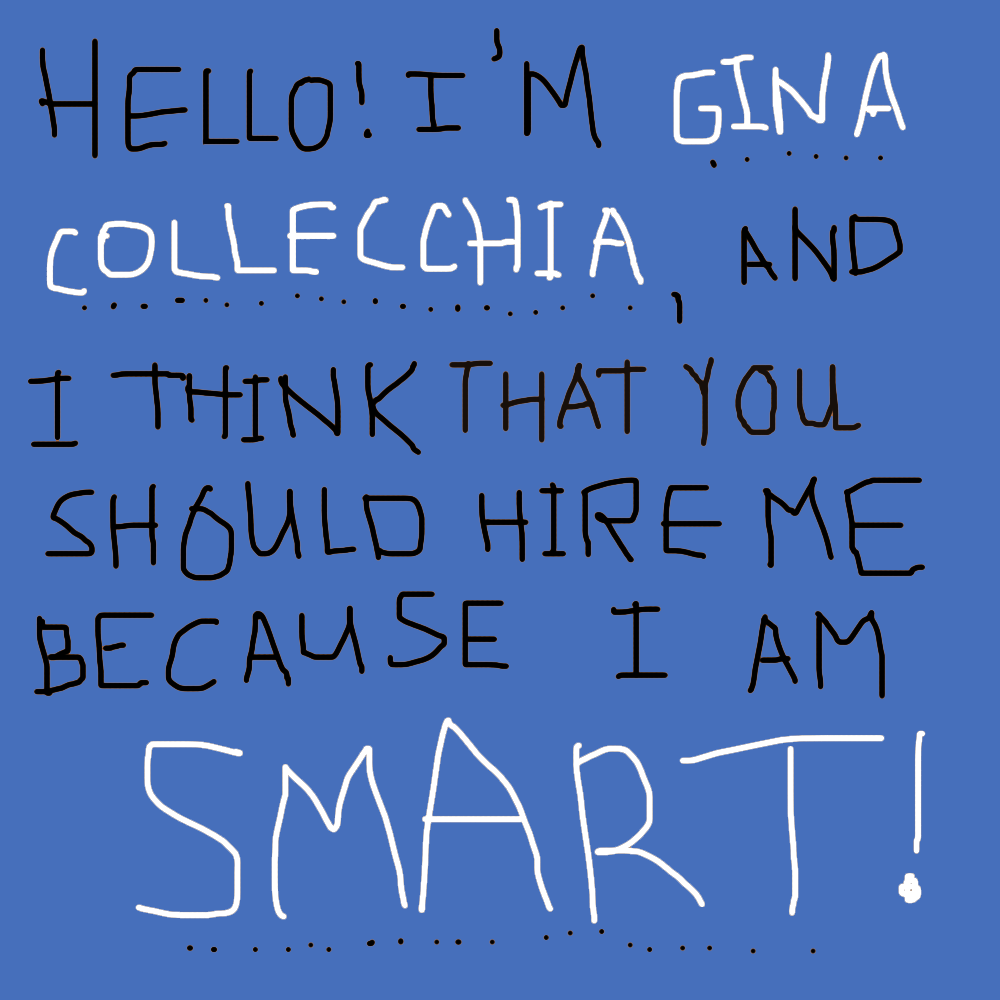 HELLO! I'M GINA
COLLECCHIA, AND
I THINK THAT YOU
SHOULD HIRE ME
BECAUSE I AM
SMART!